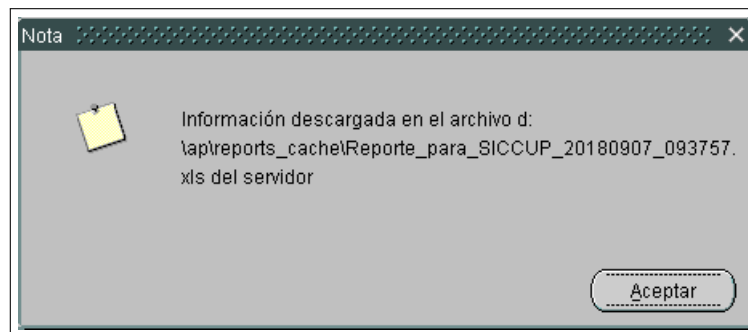 Nota
Información descargada en el archivo d:
\ap\reports_cache\Reporte_para_SICCUP_20180907_093757.
xls del servidor
Aceptar